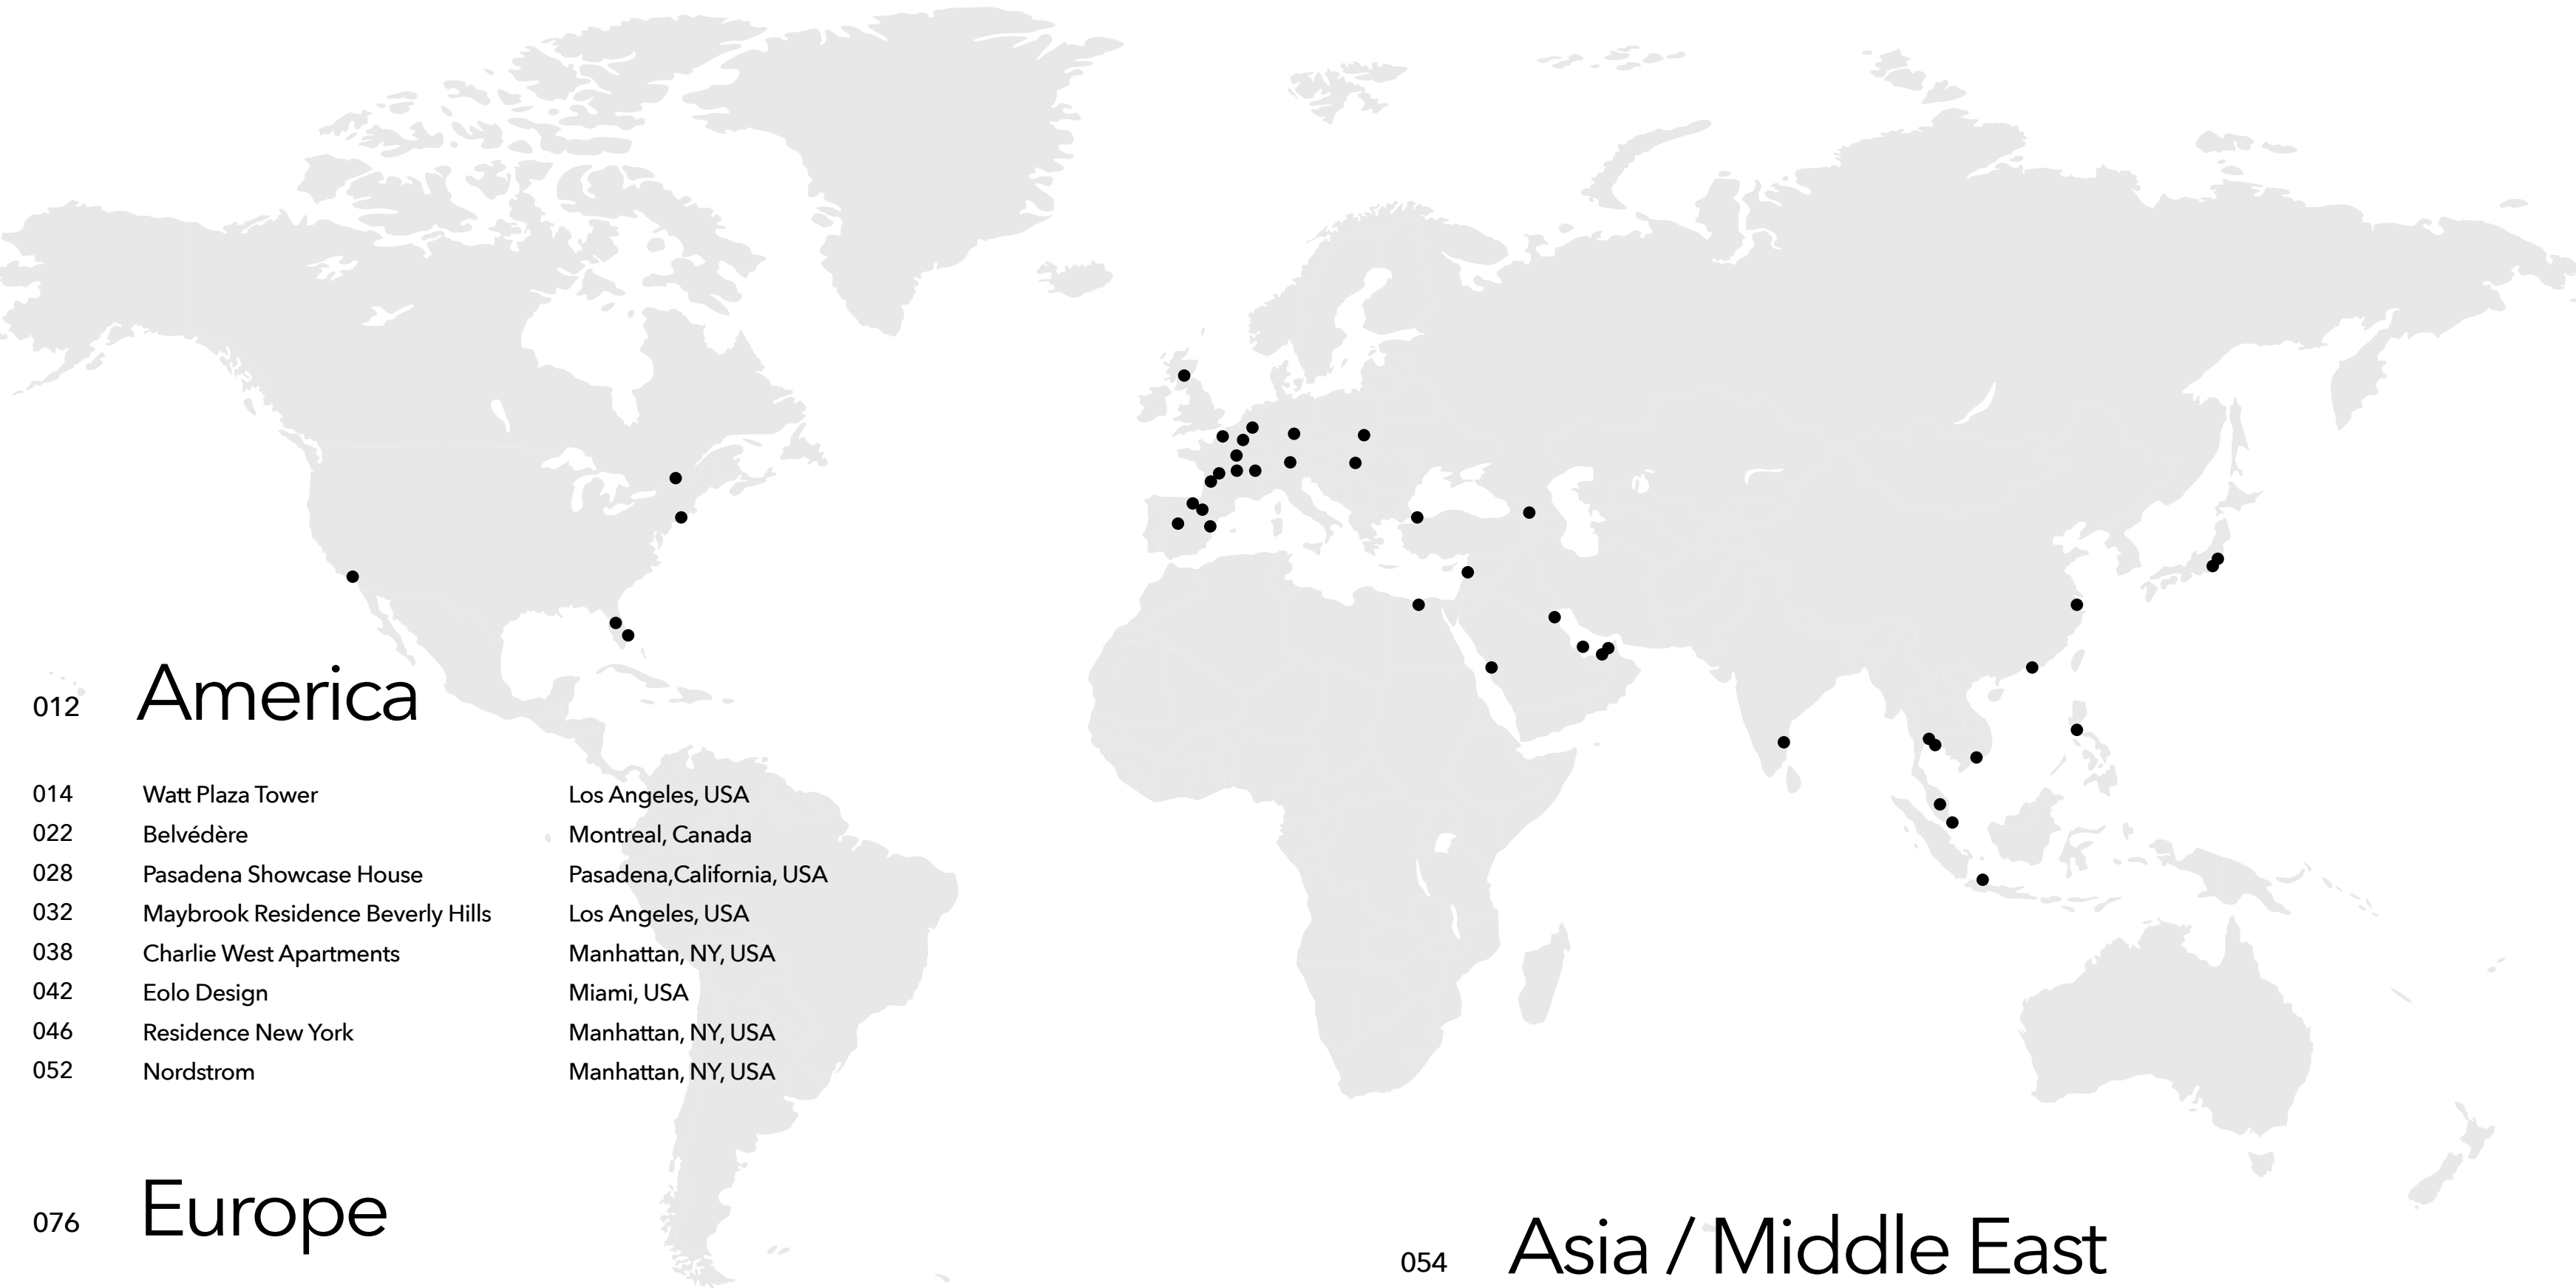 012 America
014 Watt Plaza Tower Los Angeles, USA
022 Belvédère Montreal, Canada
028 Pasadena Showcase House Pasadena,California, USA
032 Maybrook Residence Beverly Hills Los Angeles, USA
038 Charlie West Apartments Manhattan, NY, USA
042 Eolo Design Miami, USA
046 Residence New York Manhattan, NY, USA
052 Nordstrom Manhattan, NY, USA
076 Europe
054 Asia / Middle East